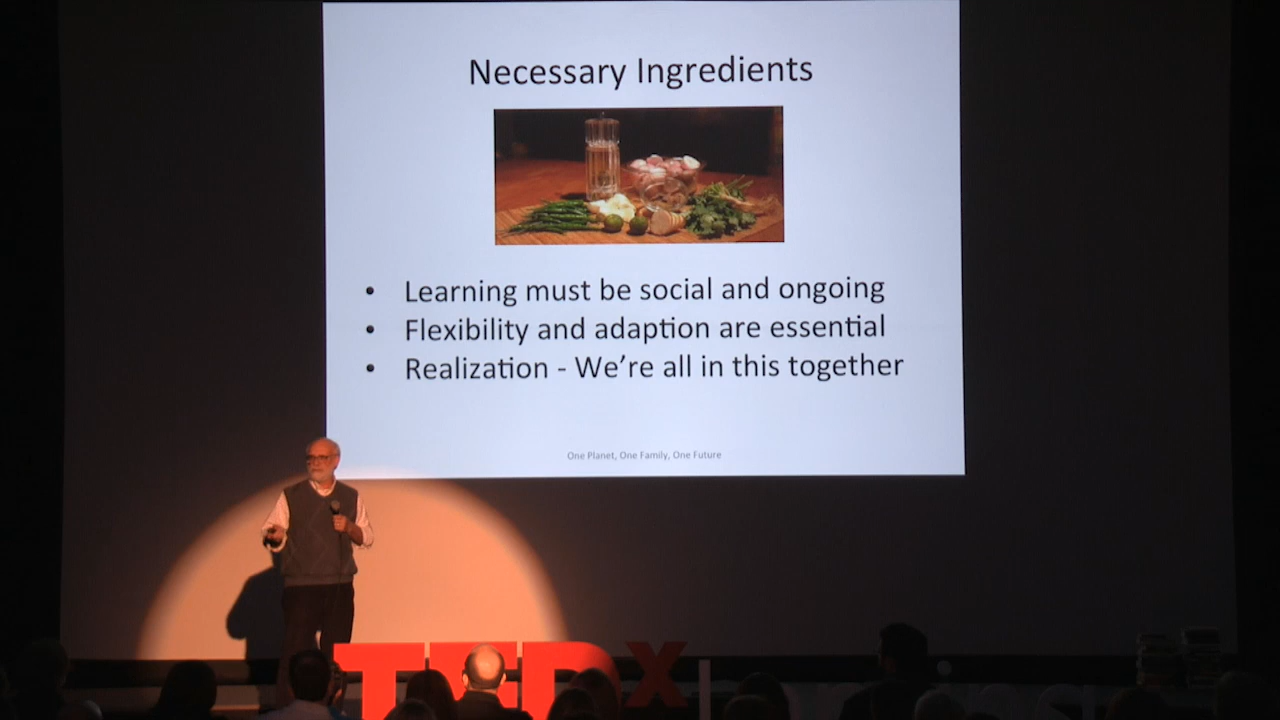 Necessary Ingredients
• Learning must be social and ongoing
• Flexibility and adaption are essential
• Realization - We're all in this together
One Planet, One Family, One Future
TEDx